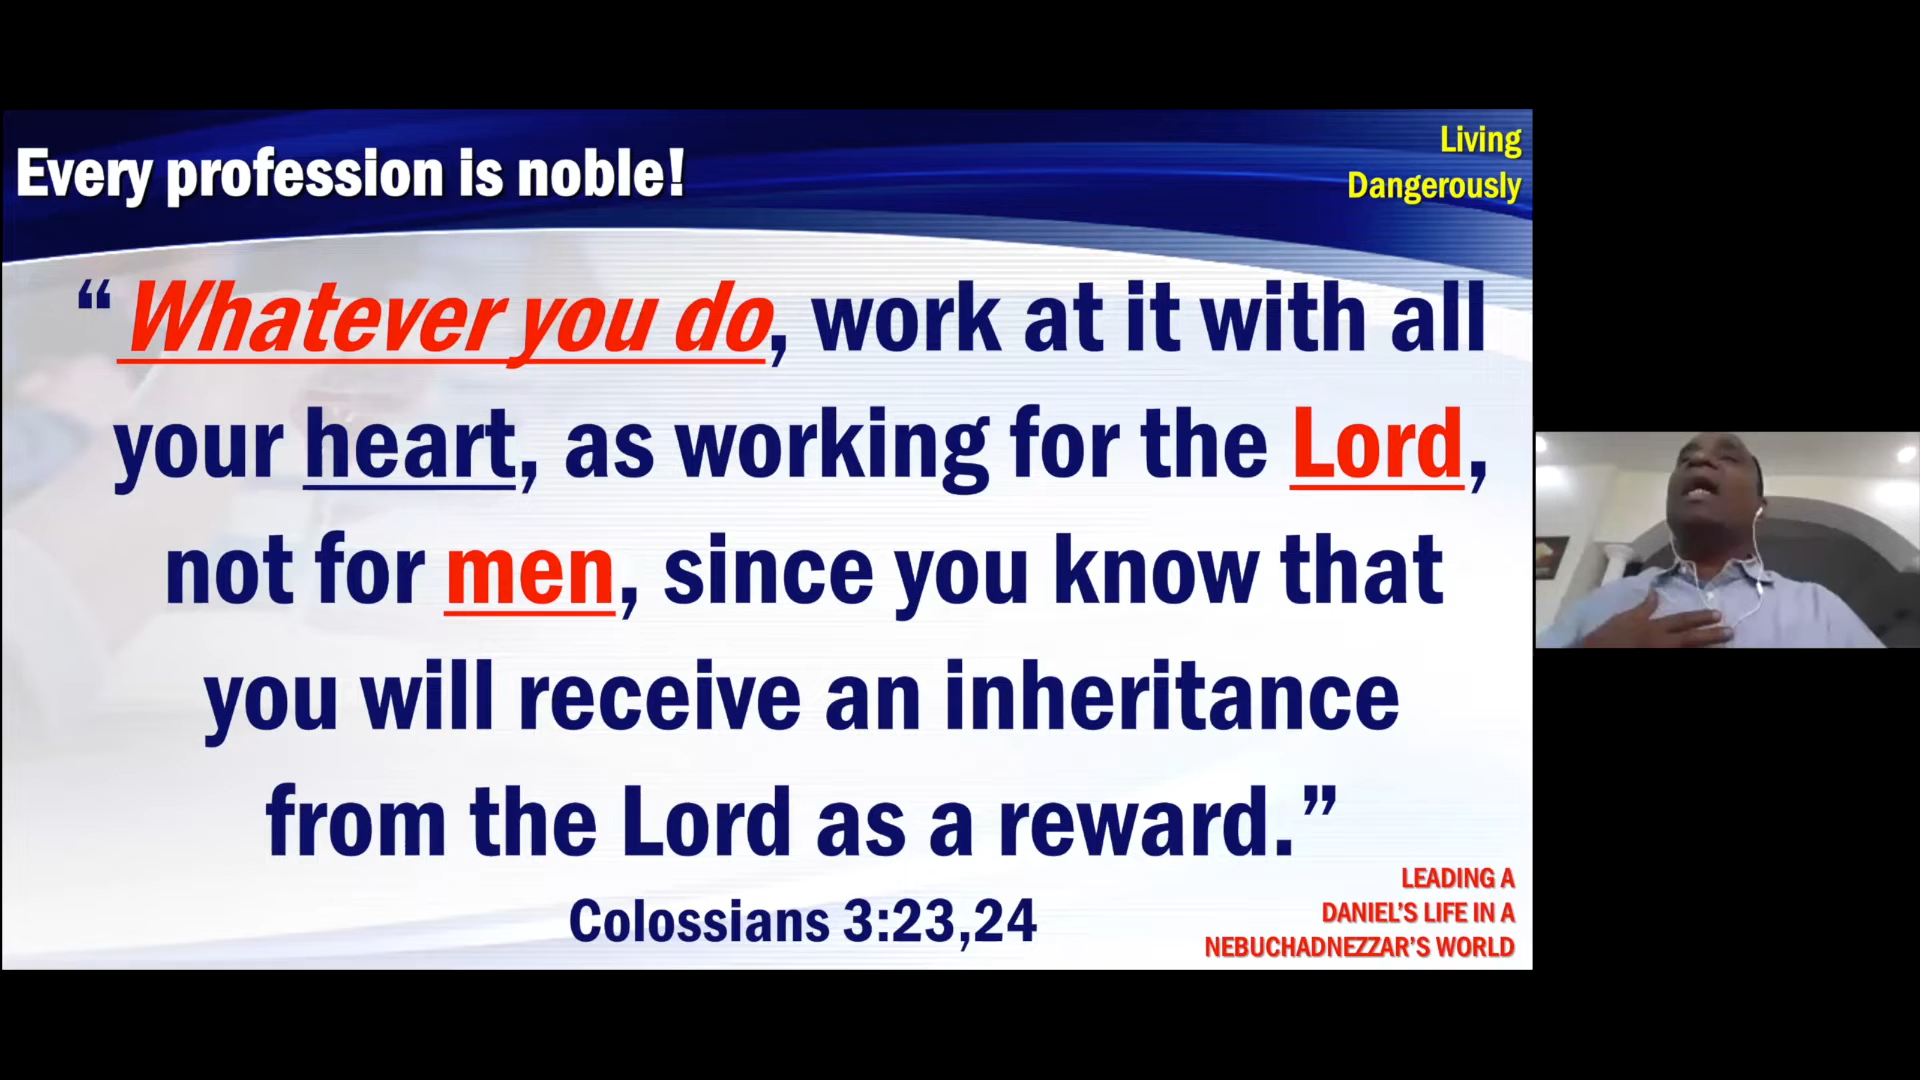 Every profession is noble!
Living
Dangerously
“Whatever you do, work at it with all
your heart, as working for the Lord,
not for men, since you know that
you will receive an inheritance
from the Lord as a reward.”
Colossians 3:23,24
LEADING A
DANIEL’S LIFE IN A
NEBUCHADNEZZAR’S WORLD